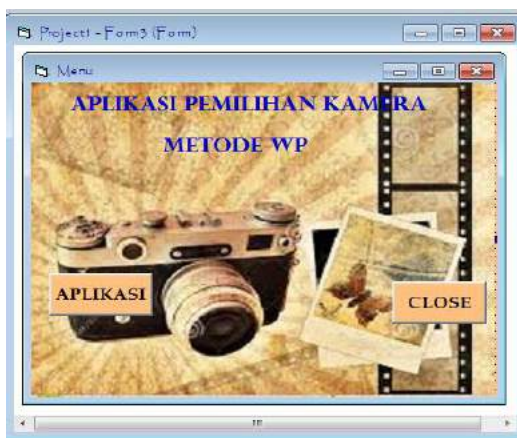 Project1 - Form3 (Form)
Menu
APLIKASI PEMILIHAN KAMERA
METODE WP
APLIKASI
CLOSE